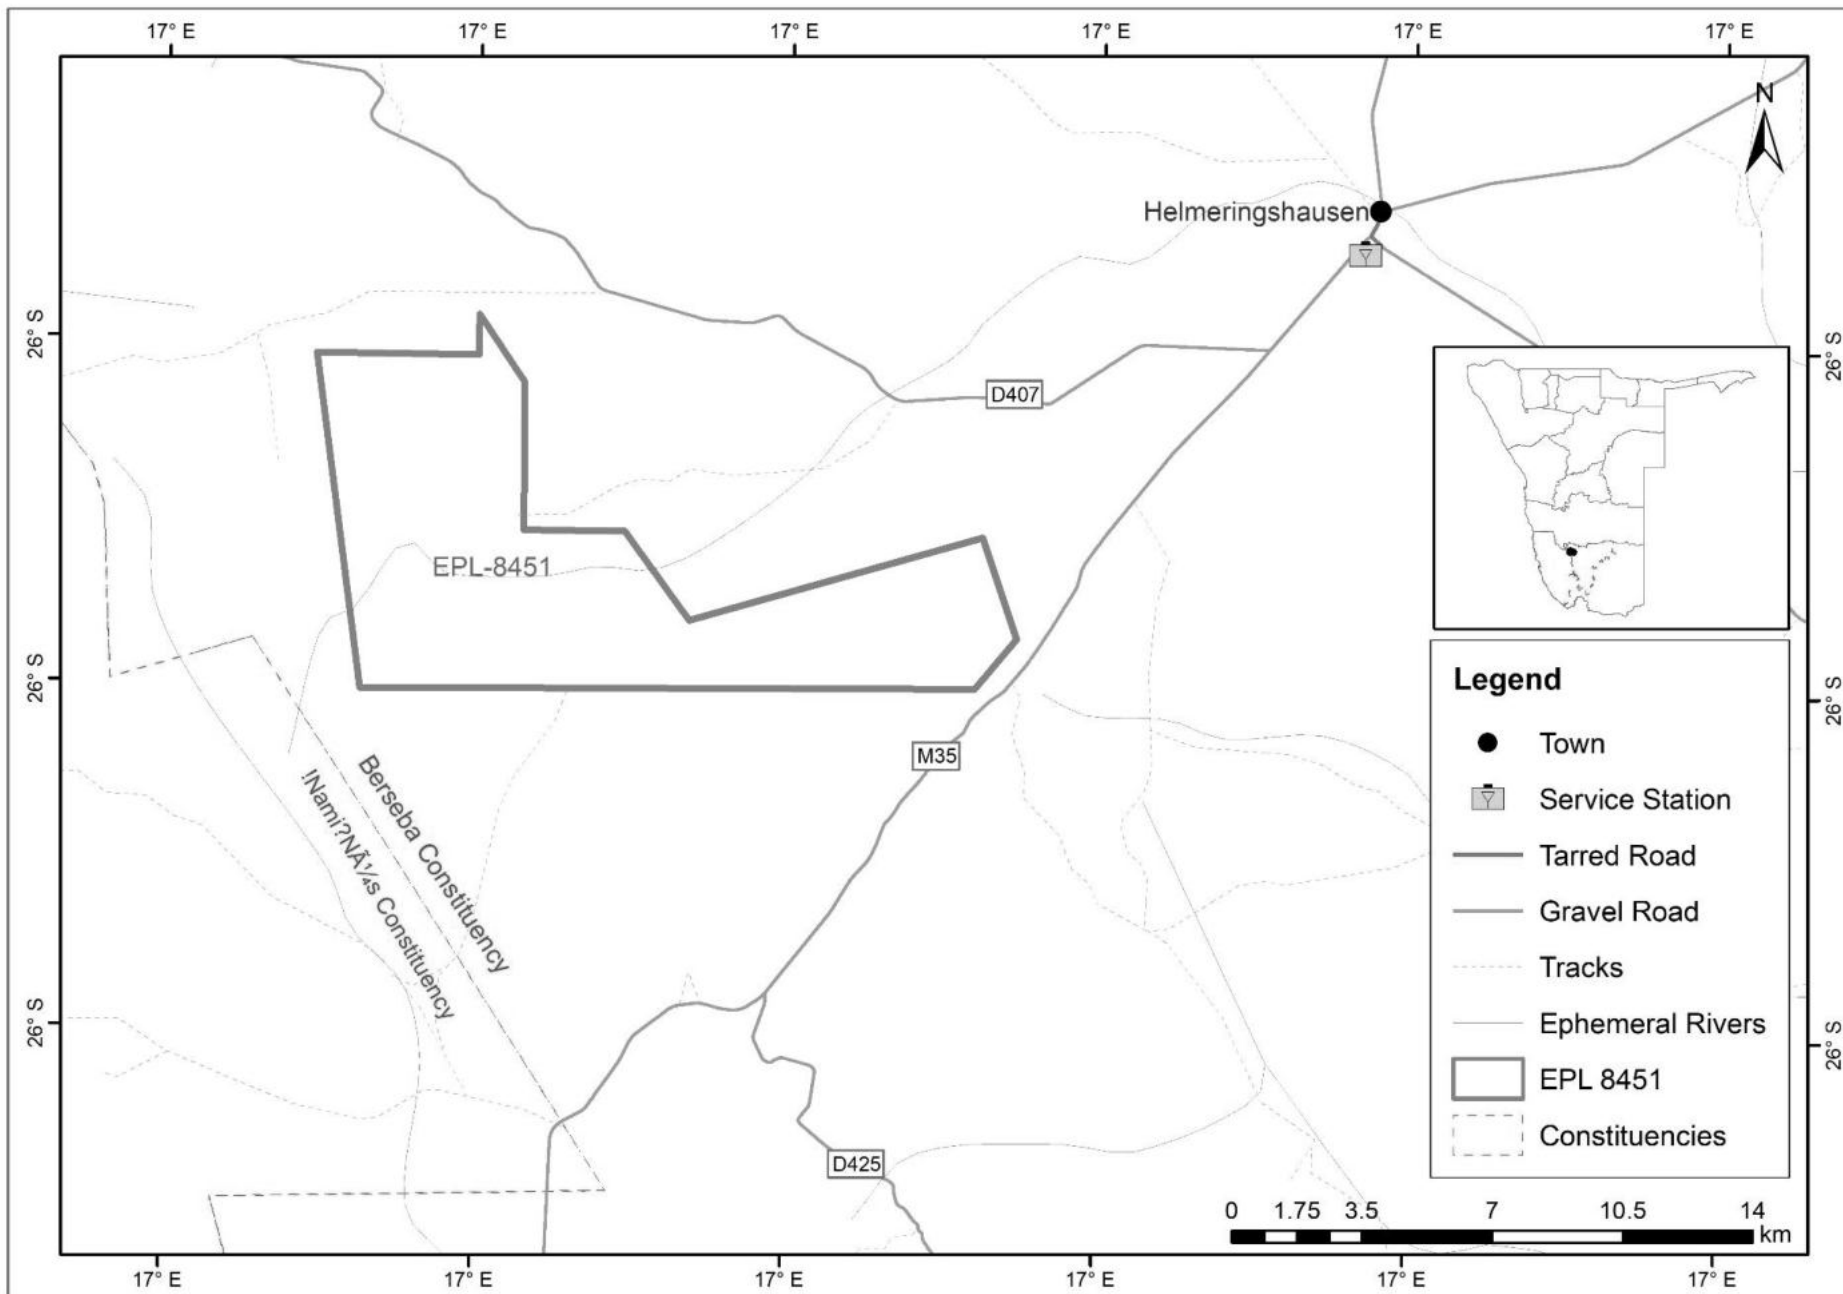 17° E 17° E 17° E 17° E 17° E 17° E
N
Helmeringshausen
26° S
26° S
D407
EPL-8451
26° S
26° S
M35
Berseba Constituency
!Nami?NÃ¼s Constituency
26° S
26° S
D425
Legend
Town
Service Station
Tarred Road
Gravel Road
Tracks
Ephemeral Rivers
EPL 8451
Constituencies
0 1.75 3.5 7 10.5 14
km
17° E 17° E 17° E 17° E 17° E 17° E